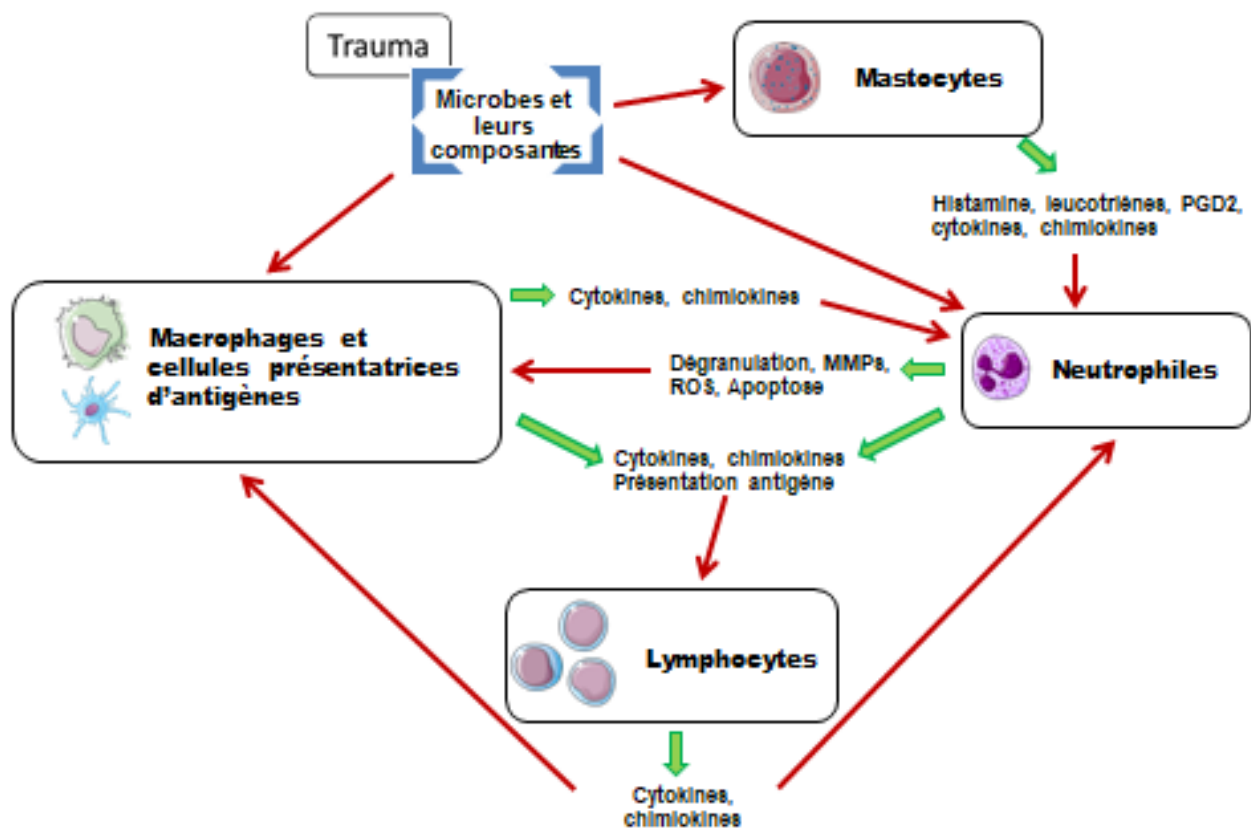 Trauma
Microbes et
leurs
composantes
Mastocytes
Histamine, leucotriènes, PGD2,
cytokines, chimiokines
Cytokines, chimiokines
Macrophages et
cellules présentatrices
d'antigènes
Dégranulation, MMPs,
ROS, Apoptose
Neutrophiles
Cytokines, chimiokines
Présentation antigène
Lymphocytes
Cytokines,
chimiokines